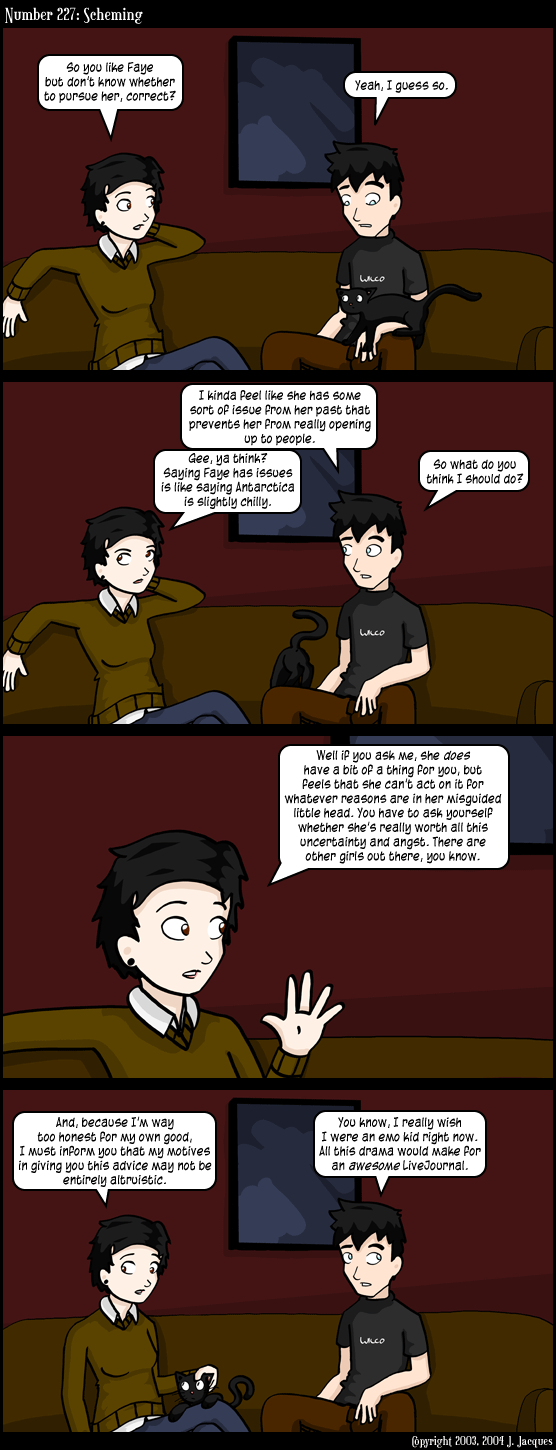 Number 227: Scheming
So you like Faye
but don't know whether
to pursue her, correct?
Yeah, I guess so.
WILCO
I kinda feel like she has some
sort of issue from her past that
prevents her from really opening
up to people.
Gee, ya think?
Saying Faye has issues
is like saying Antarctica
is slightly chilly.
So what do you
think I should do?
WILCO
Well if you ask me, she does
have a bit of a thing for you, but
feels that she can't act on it for
whatever reasons are in her misguided
little head. You have to ask yourself
whether she's really worth all this
uncertainty and angst. There are
other girls out there, you know.
And, because I'm way
too honest for my own good,
I must inform you that my motives
in giving you this advice may not be
entirely altruistic.
You know, I really wish
I were an emo kid right now.
All this drama would make for
an awesome LiveJournal.
WILCO
Copyright 2003, 2004 J. Jacques